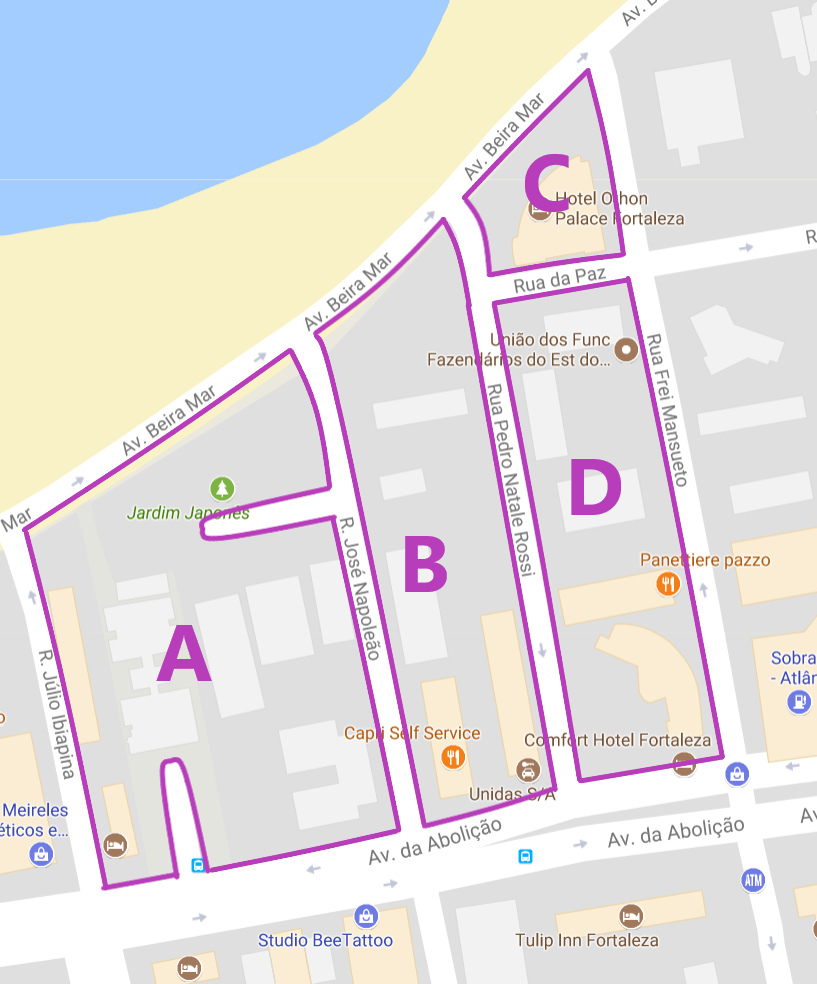 Av. B
Av. Beira Mar
C
Hotel Othon
Palace Fortaleza
R
Av. Beira Mar
Rua da Paz
União dos Func
Fazendários do Est do...
Rua Frei Mansueto
Av. Beira Mar
Rua Pedro Natale Rossi
D
Jardim Japonês
Mar
R. José Napoleão
B
Panettiere pazzo
A
R. Júlio Ibiapina
Sobra
- Atlân
Capri Self Service
Comfort Hotel Fortaleza
Unidas S/A
Meireles
éticos e...
Av. da Abolição
Av. da Abolição
Av
ATM
Studio BeeTattoo
Tulip Inn Fortaleza